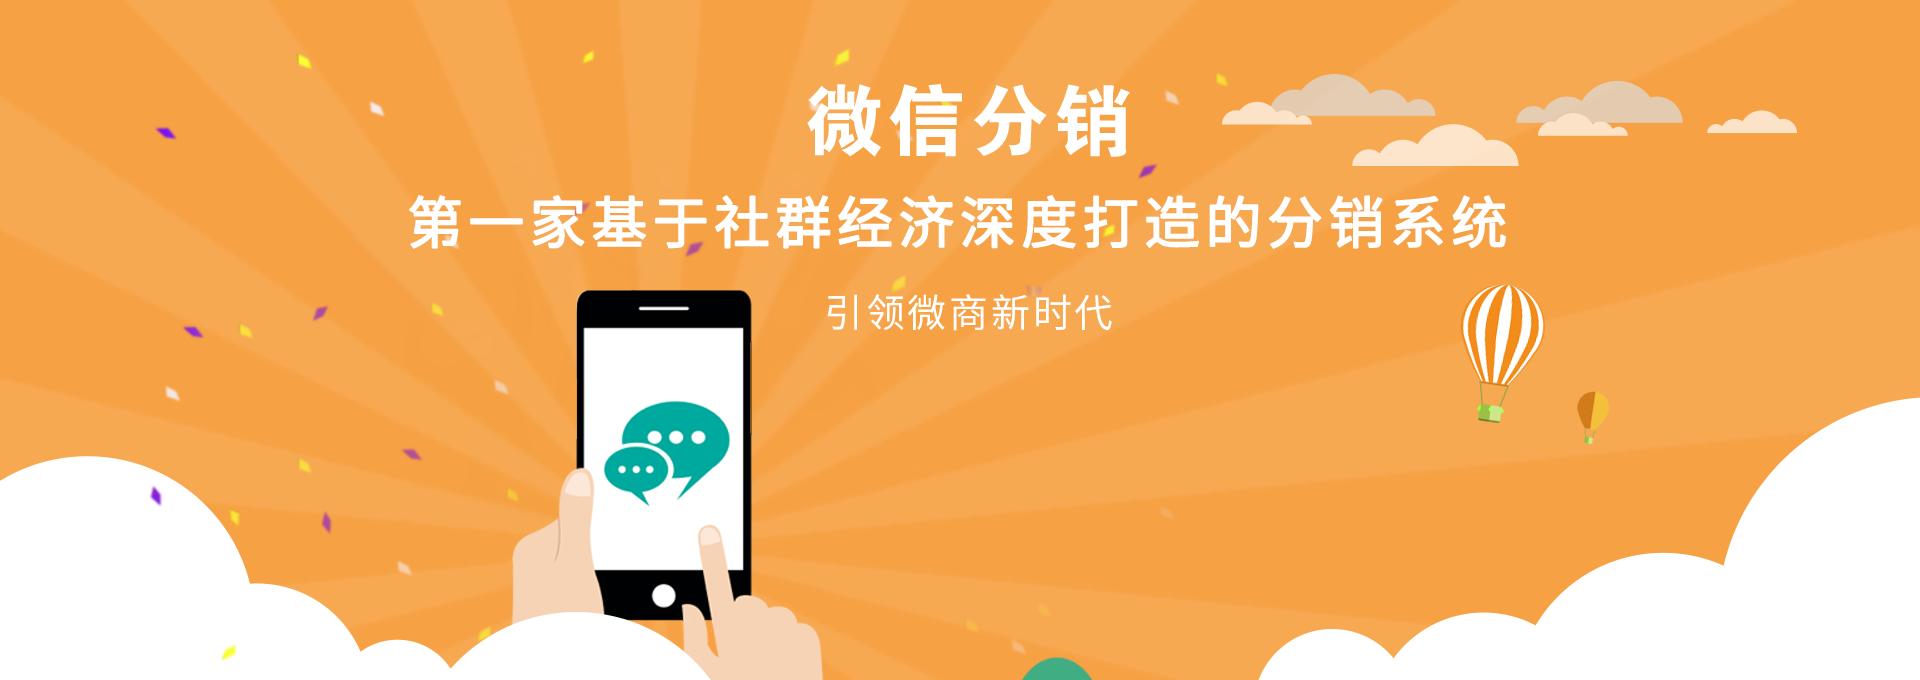 微信分销
第一家基于社群经济深度打造的分销系统
引领微商新时代